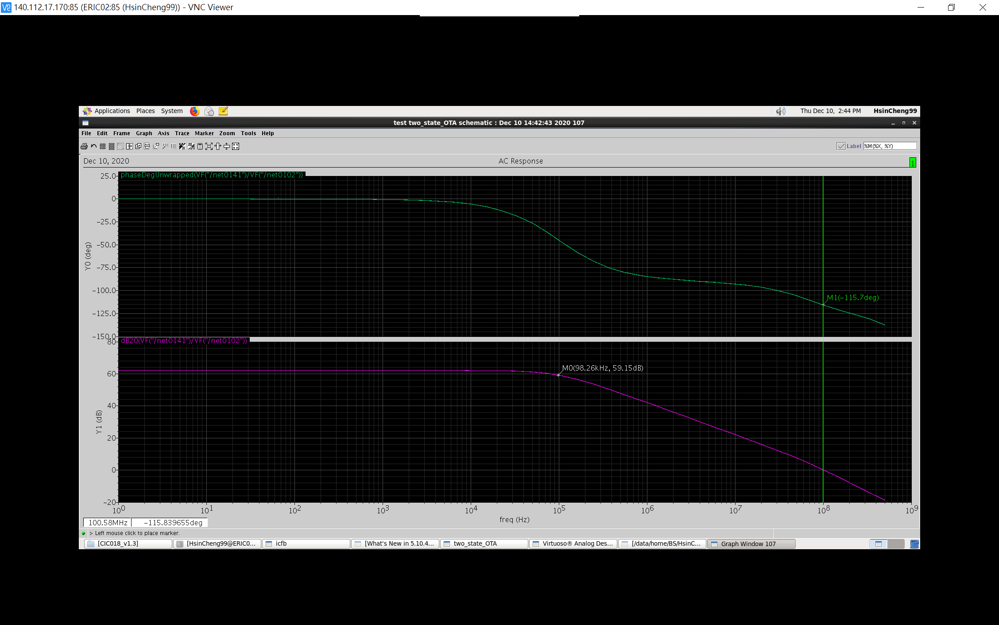 140.112.17.170:85 (ERIC02:85 (HsinCheng99)) - VNC Viewer
Applications Places System Thu Dec 10, 2:44 PM HsinCheng99
test two_state_OTA schematic : Dec 10 14:42:43 2020 107
File Edit Frame Graph Axis Trace Marker Zoom Tools Help
Label %M(%X, %Y)
Dec 10, 2020 AC Response 1
phaseDegUnwrapped(VF("/net0141")/VF("/net0102"))
25.0
0
-25.0
-50.0
Y0 (deg)
-75.0
-100.0
M1(-115.7deg)
-125.0
-150.0
dB20(VF("/net0141")/VF("/net0102"))
80
M0(98.26kHz, 59.15dB)
60
40
Y1 (dB)
20
0
-20
10^0 10^1 10^2 10^3 10^4 10^5 10^6 10^7 10^8 10^9
freq (Hz)
100.58MHz -115.839655deg
> Left mouse click to place marker.
[CIC018_v1.3] [HsinCheng99@ERIC0... icfb [What's New in 5.10.4... two_state_OTA Virtuoso® Analog Des... [/data/home/BS/HsinC... Graph Window 107